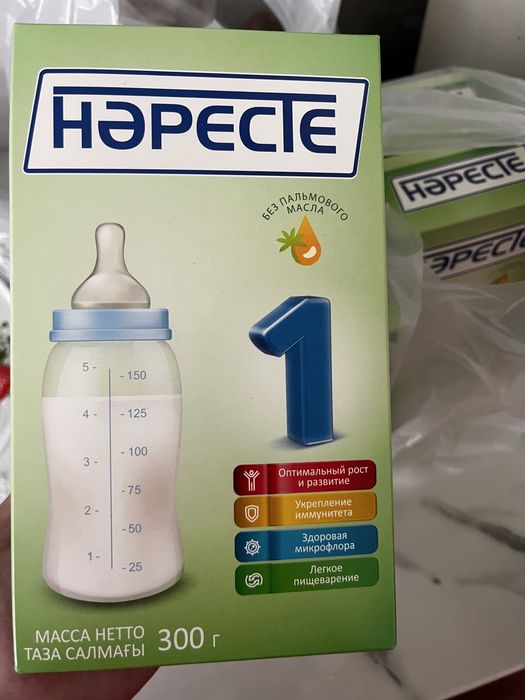 НӘРЕСТЕ
БЕЗ ПАЛЬМОВОГО
МАСЛА
1
5 -
- 150
4 -
- 125
- 100
3 -
- 75
2 -
- 50
1 -
- 25
Оптимальный рост
и развитие
Укрепление
иммунитета
Здоровая
микрофлора
Легкое
пищеварение
МАССА НЕТТО
ТАЗА САЛМАҒЫ
300 г
НӘРЕСТЕ
ӘРЕСТЕ